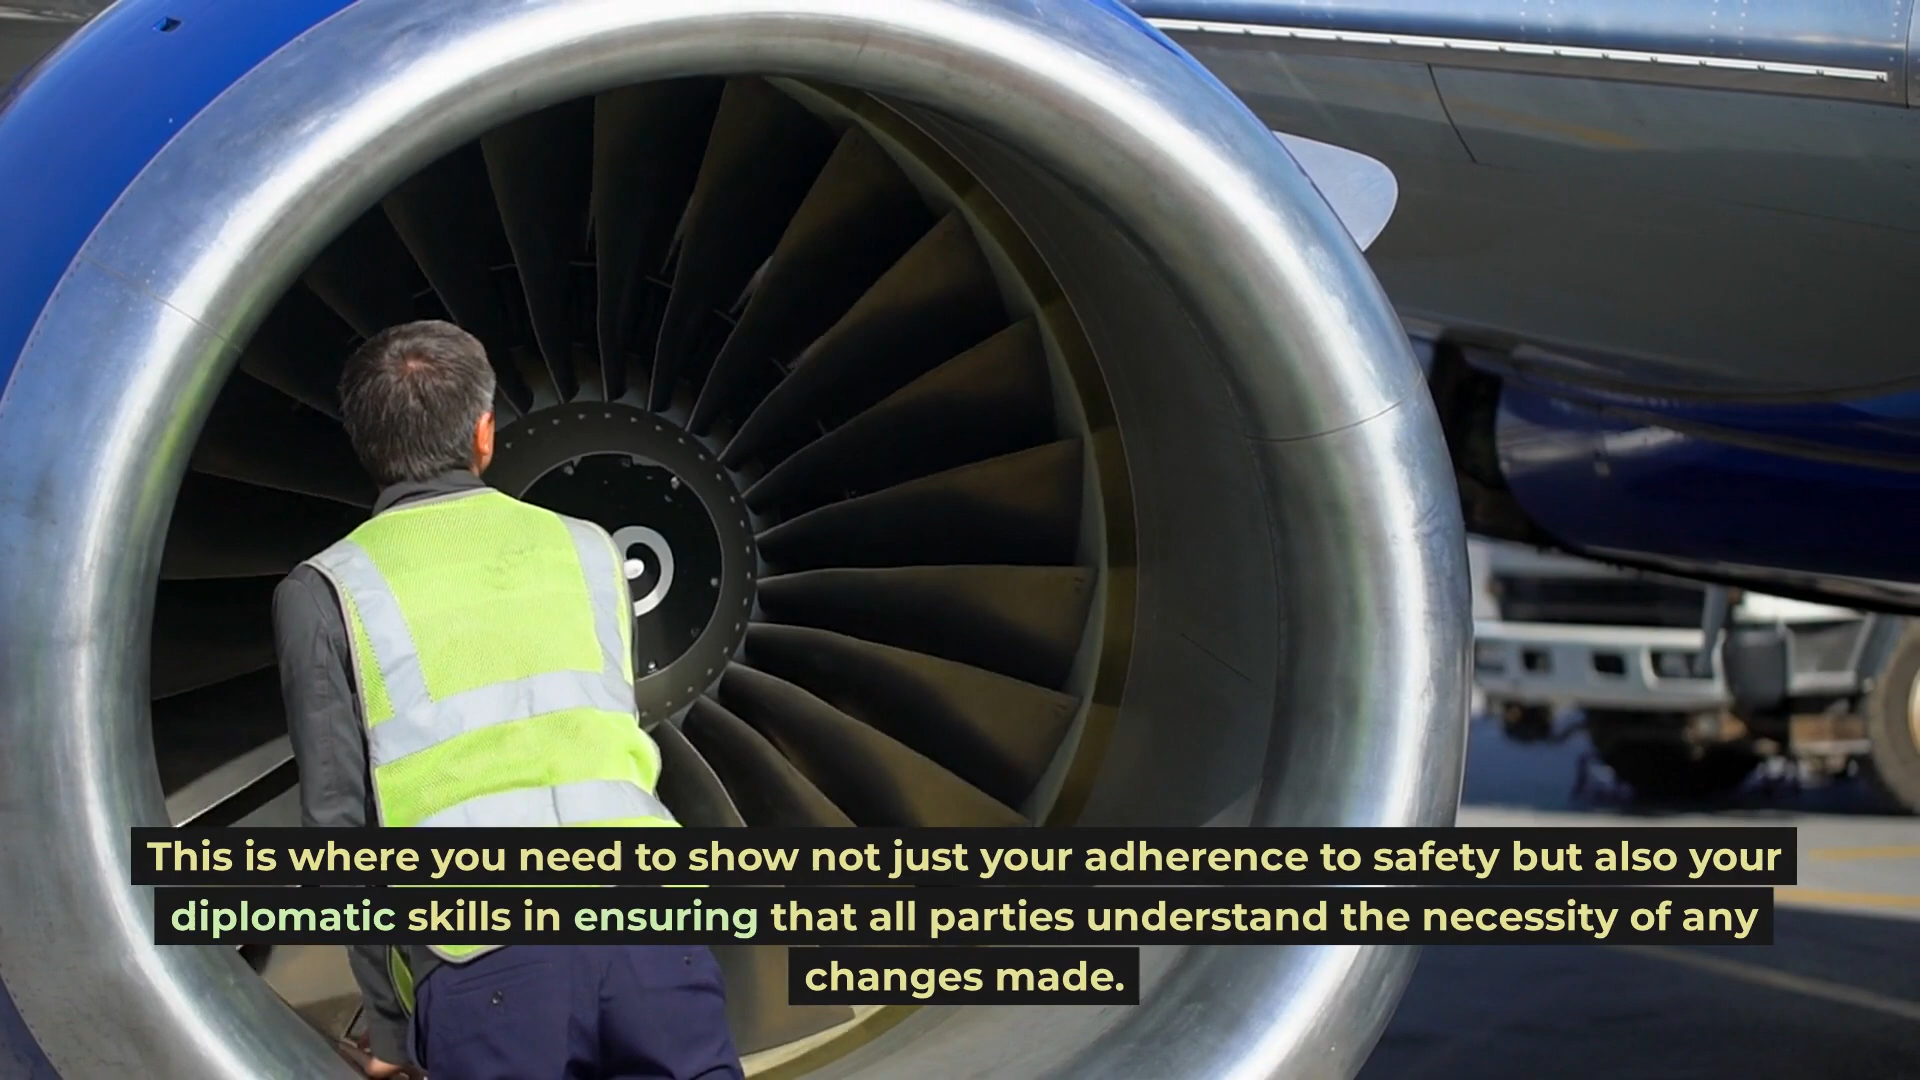 This is where you need to show not just your adherence to safety but also your
diplomatic skills in ensuring that all parties understand the necessity of any
changes made.